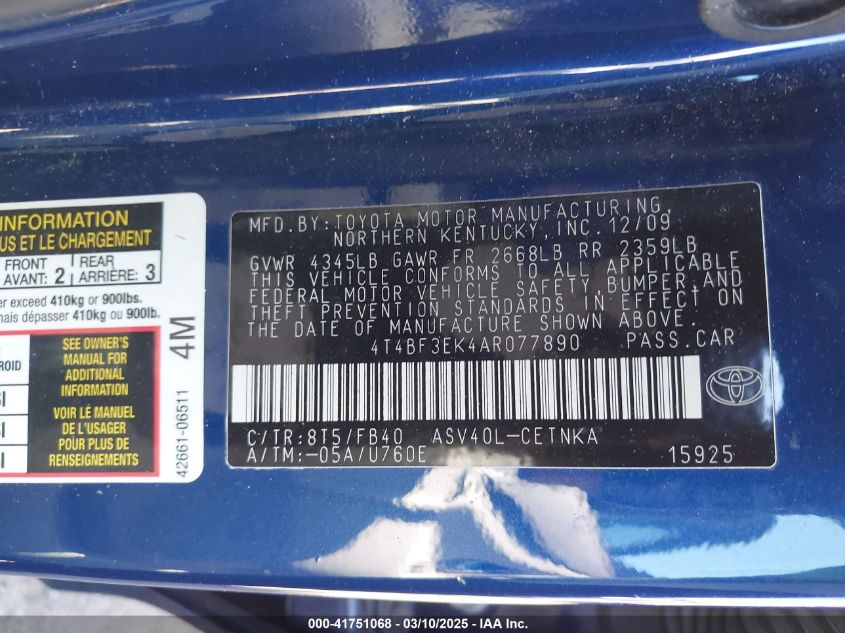 INFORMATION
US ET LE CHARGEMENT
FRONT
AVANT: 2
REAR
ARRIÈRE: 3
er exceed 410kg or 900lbs.
mais dépasser 410kg ou 900lb.
SEE OWNER'S
MANUAL FOR
ADDITIONAL
INFORMATION
VOIR LE MANUEL
DE L'USAGER
POUR PLUS DE
RENSEIGNEMENTS
ROID
SI
SI
SI
4M
42661-06511
MFD. BY: TOYOTA MOTOR MANUFACTURING,
NORTHERN KENTUCKY, INC. 12/09
GVWR 4345LB GAWR FR 2668LB RR 2359LB
THIS VEHICLE CONFORMS TO ALL APPLICABLE
FEDERAL MOTOR VEHICLE SAFETY, BUMPER, AND
THEFT PREVENTION STANDARDS IN EFFECT ON
THE DATE OF MANUFACTURE SHOWN ABOVE.
4T4BF3EK4AR077890 PASS.CAR
C/TR:8T5/FB40 ASV40L-CETNKA
A/TM:-05A/U760E 15925
000-41751068 - 03/10/2025 - IAA Inc.